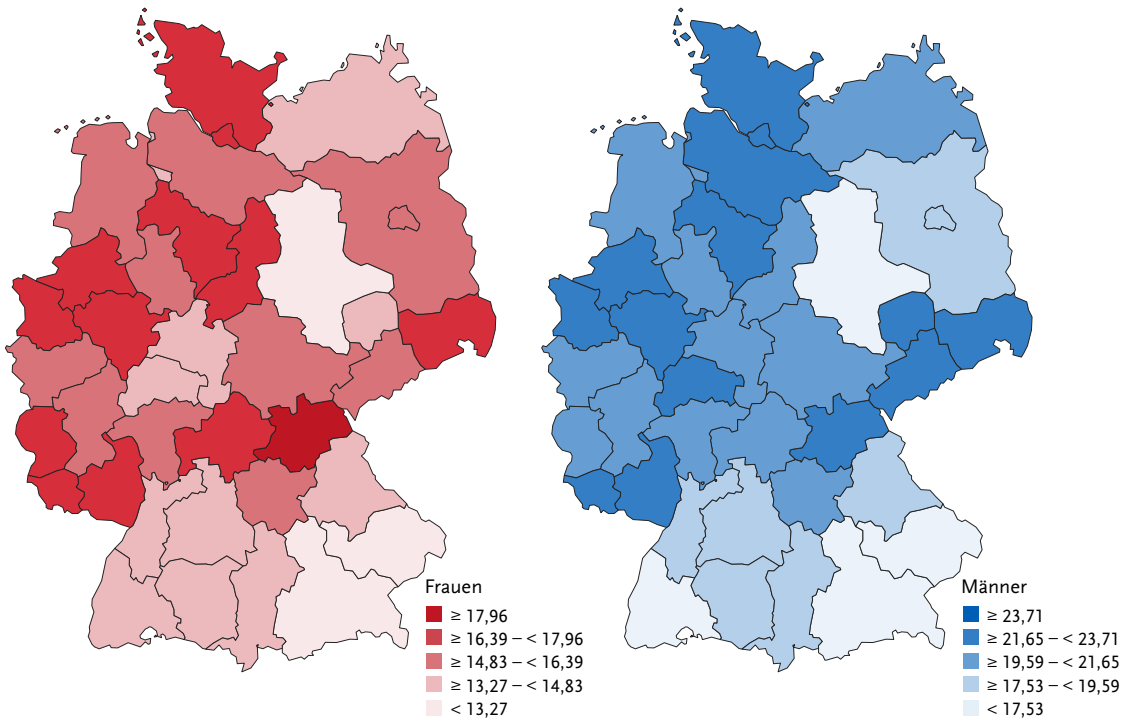 Frauen
≥ 17,96
≥ 16,39 – < 17,96
≥ 14,83 – < 16,39
≥ 13,27 – < 14,83
< 13,27
Männer
≥ 23,71
≥ 21,65 – < 23,71
≥ 19,59 – < 21,65
≥ 17,53 – < 19,59
< 17,53